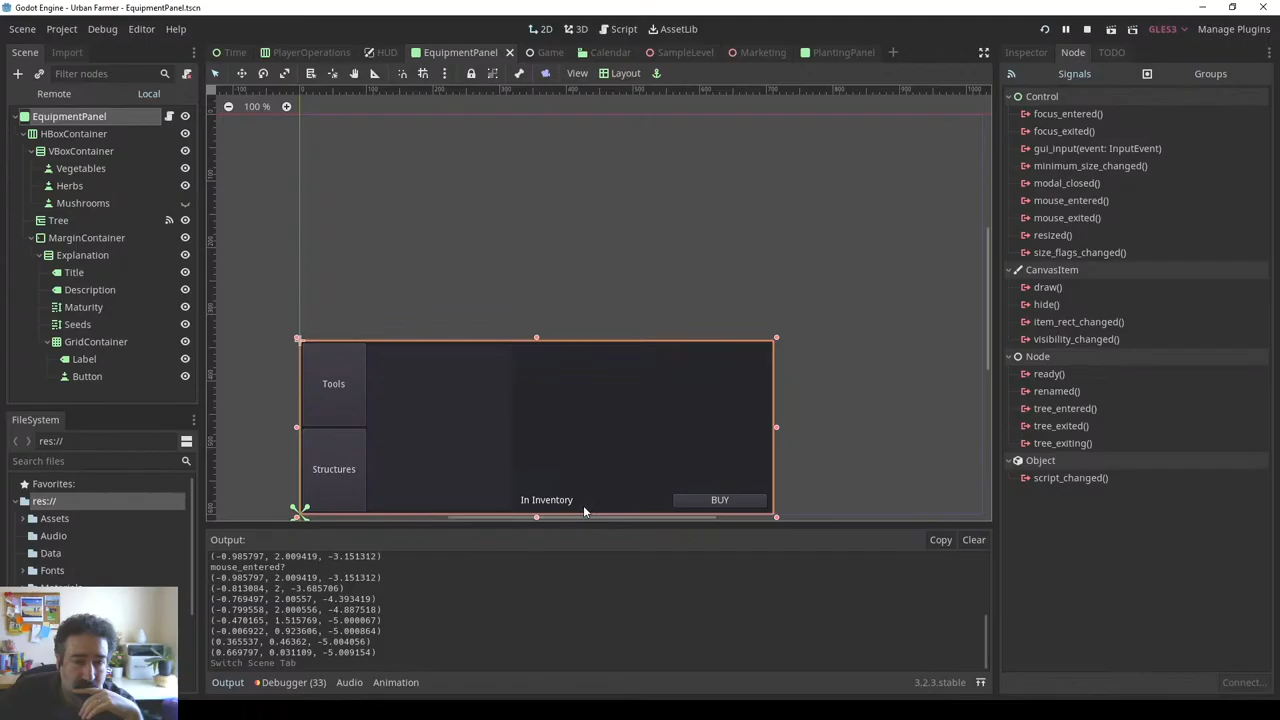 Godot Engine - Urban Farmer - EquipmentPanel.tscn
Scene Project Debug Editor Help
2D 3D Script AssetLib
GLES3 Manage Plugins
Scene Import
Time PlayerOperations HUD EquipmentPanel Game Calendar SampleLevel Marketing PlantingPanel
Inspector Node TODO
Filter nodes
View Layout
Signals Groups
Remote Local
100 %
EquipmentPanel
HBoxContainer
VBoxContainer
Vegetables
Herbs
Mushrooms
Tree
MarginContainer
Explanation
Title
Description
Maturity
Seeds
GridContainer
Label
Button
Control
focus_entered()
focus_exited()
gui_input(event: InputEvent)
minimum_size_changed()
modal_closed()
mouse_entered()
mouse_exited()
resized()
size_flags_changed()
CanvasItem
draw()
hide()
item_rect_changed()
visibility_changed()
Node
ready()
renamed()
tree_entered()
tree_exited()
tree_exiting()
Object
script_changed()
Tools
Structures
In Inventory BUY
FileSystem
res://
Search files
Favorites:
res://
Assets
Audio
Data
Fonts
Output: Copy Clear
(-0.985797, 2.009419, -3.151312)
mouse_entered?
(-0.985797, 2.009419, -3.151312)
(-0.813084, 2, -3.685706)
(-0.769497, 2.00557, -4.393419)
(-0.799558, 2.000556, -4.887518)
(-0.470165, 1.515769, -5.000067)
(-0.006922, 0.923606, -5.000864)
(0.365537, 0.46362, -5.004056)
(0.669797, 0.031109, -5.009154)
Switch Scene Tab
Output Debugger (33) Audio Animation 3.2.3.stable
Connect...